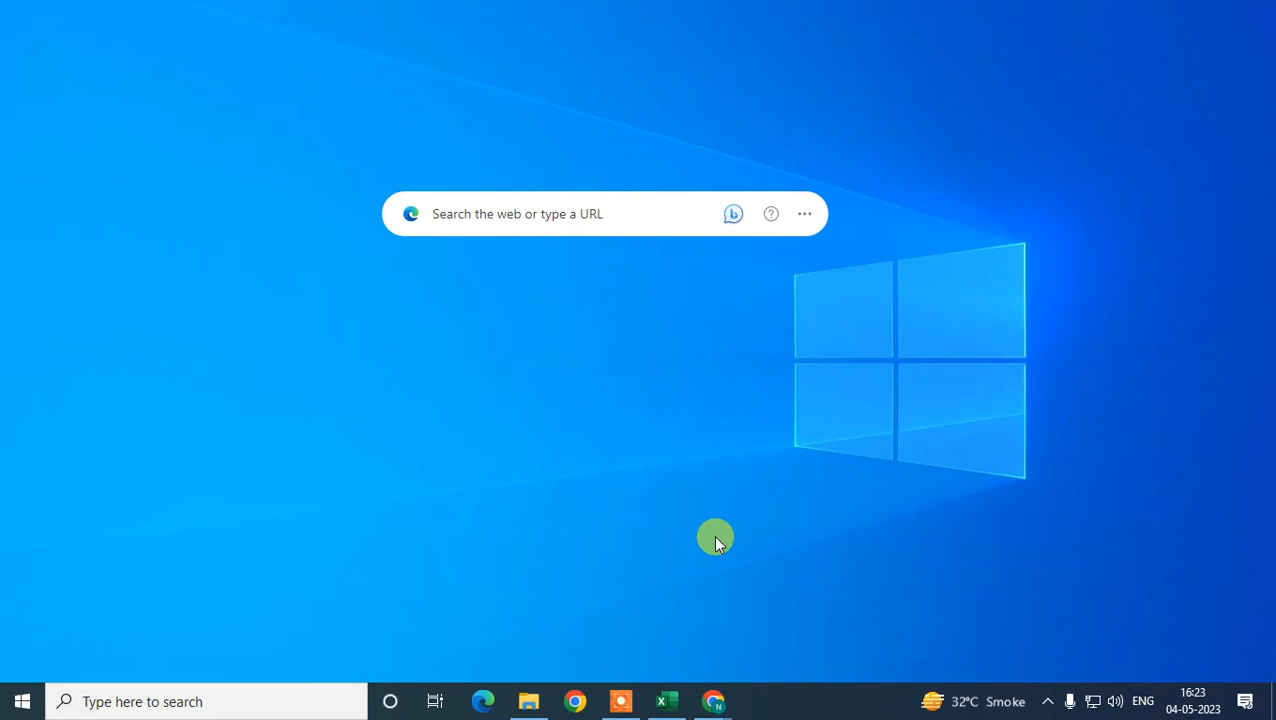 Search the web or type a URL
Type here to search
N
32°C Smoke
ENG
16:23
04-05-2023